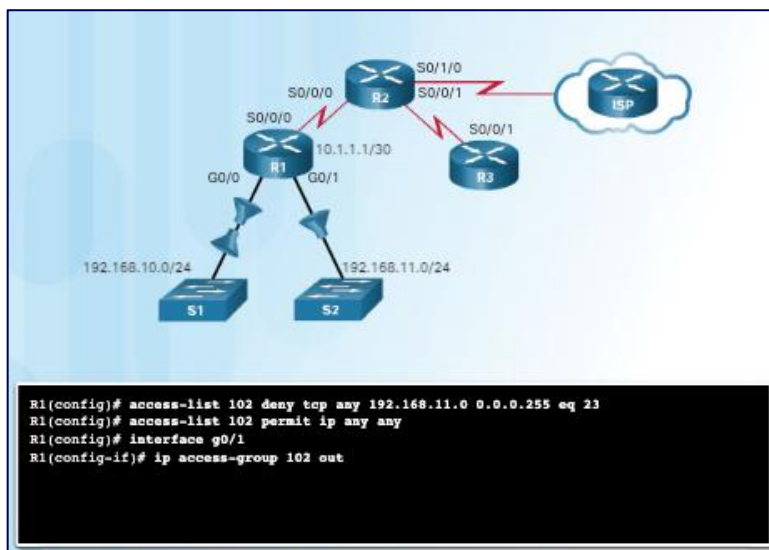 S0/1/0
S0/0/0
R2
S0/0/1
ISP
S0/0/0
S0/0/1
10.1.1.1/30
R1
R3
G0/0
G0/1
192.168.10.0/24
192.168.11.0/24
S1
S2
R1(config)# access-list 102 deny tcp any 192.168.11.0 0.0.0.255 eq 23
R1(config)# access-list 102 permit ip any any
R1(config)# interface g0/1
R1(config-if)# ip access-group 102 out